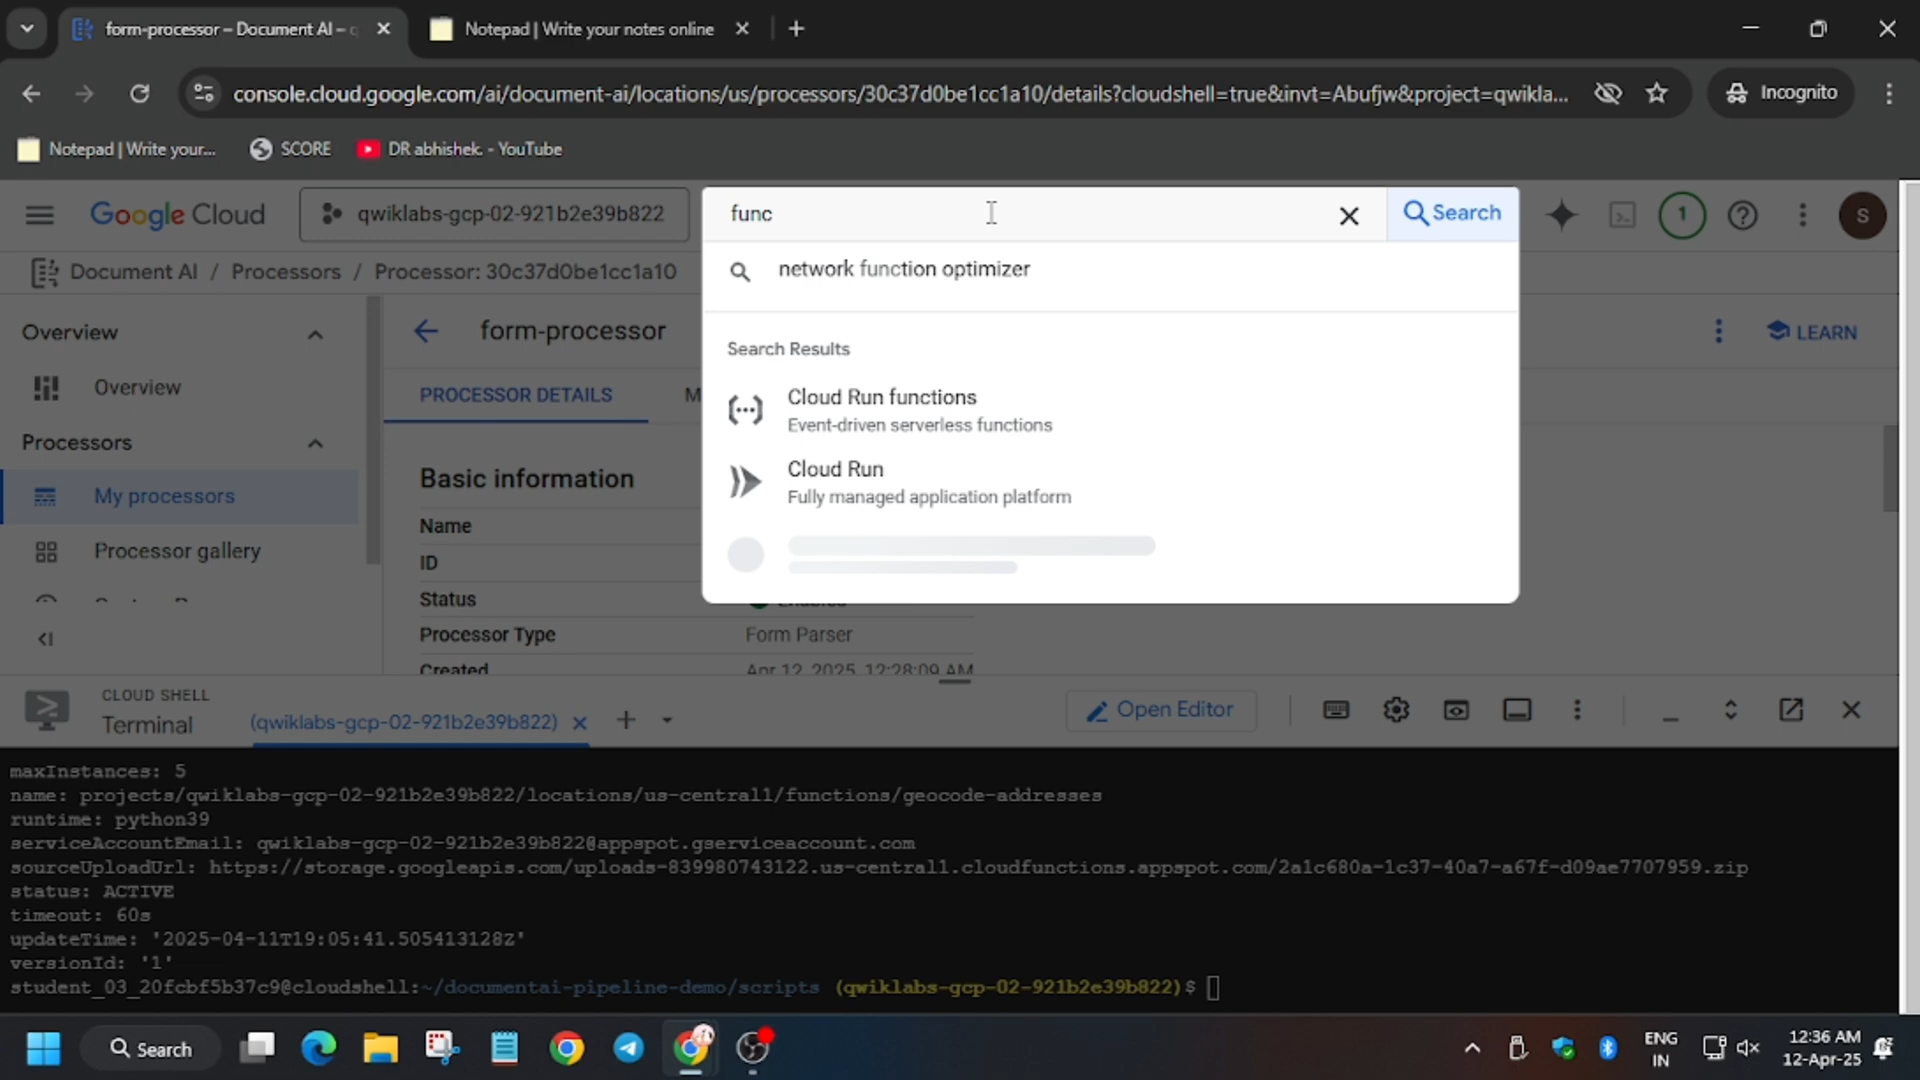 form-processor – Document AI – q
Notepad | Write your notes online
console.cloud.google.com/ai/document-ai/locations/us/processors/30c37d0be1cc1a10/details?cloudshell=true&invt=Abufjw&project=qwikla...
Incognito
Notepad | Write your...
SCORE
DR abhishek. - YouTube
Google Cloud
qwiklabs-gcp-02-921b2e39b822
func
Search
1
S
Document AI / Processors / Processor: 30c37d0be1cc1a10
network function optimizer
Overview
form-processor
LEARN
Search Results
Overview
PROCESSOR DETAILS
M
Cloud Run functions
Event-driven serverless functions
Processors
Basic information
Cloud Run
Fully managed application platform
My processors
Name
Processor gallery
ID
Status
Enabled
Processor Type
Form Parser
Created
Apr 12, 2025, 12:28:09 AM
CLOUD SHELL
Terminal
(qwiklabs-gcp-02-921b2e39b822)
Open Editor
maxInstances: 5
name: projects/qwiklabs-gcp-02-921b2e39b822/locations/us-central1/functions/geocode-addresses
runtime: python39
serviceAccountEmail: qwiklabs-gcp-02-921b2e39b822@appspot.gserviceaccount.com
sourceUploadUrl: https://storage.googleapis.com/uploads-839980743122.us-central1.cloudfunctions.appspot.com/2a1c680a-1c37-40a7-a67f-d09ae7707959.zip
status: ACTIVE
timeout: 60s
updateTime: '2025-04-11T19:05:41.505413128Z'
versionId: '1'
student_03_20fcbf5b37c9@cloudshell:~/documentai-pipeline-demo/scripts (qwiklabs-gcp-02-921b2e39b822)$
Search
ENG
IN
12:36 AM
12-Apr-25